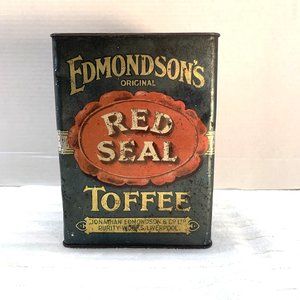 EDMONDSON'S
ORIGINAL
RED
SEAL
TOFFEE
JONATHAN EDMONDSON & CO LTD
PURITY WORKS, LIVERPOOL